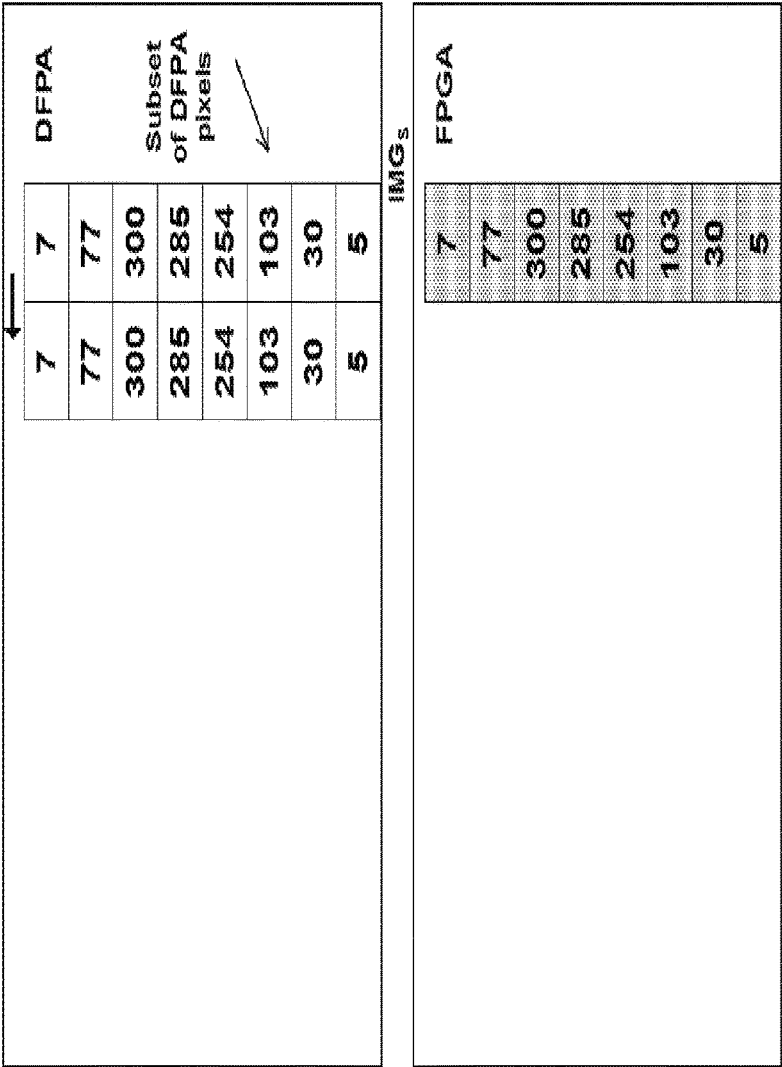 7 7 DFPA
77 77
300 300 Subset
285 285 of DFPA
254 254 pixels
103 103
30 30
5 5
IMGS
7 FPGA
77
300
285
254
103
30
5